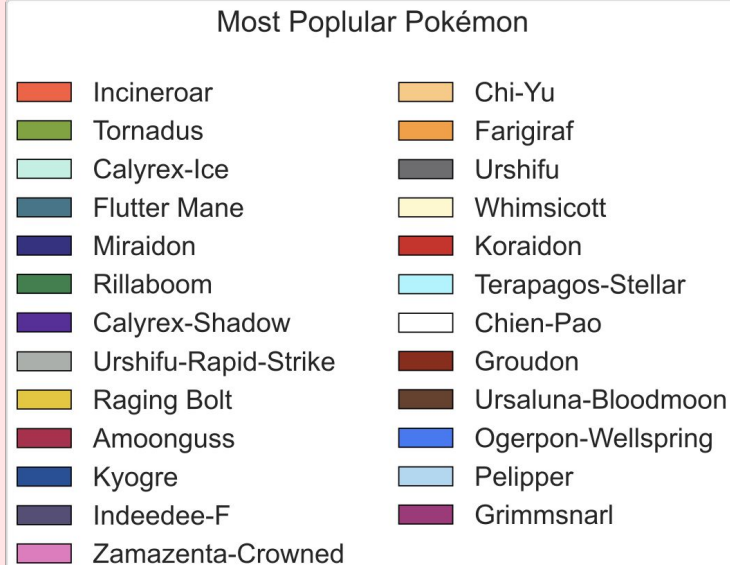 Most Poplular Pokémon
Incineroar
Tornadus
Calyrex-Ice
Flutter Mane
Miraidon
Rillaboom
Calyrex-Shadow
Urshifu-Rapid-Strike
Raging Bolt
Amoonguss
Kyogre
Indeedee-F
Zamazenta-Crowned
Chi-Yu
Farigiraf
Urshifu
Whimsicott
Koraidon
Terapagos-Stellar
Chien-Pao
Groudon
Ursaluna-Bloodmoon
Ogerpon-Wellspring
Pelipper
Grimmsnarl